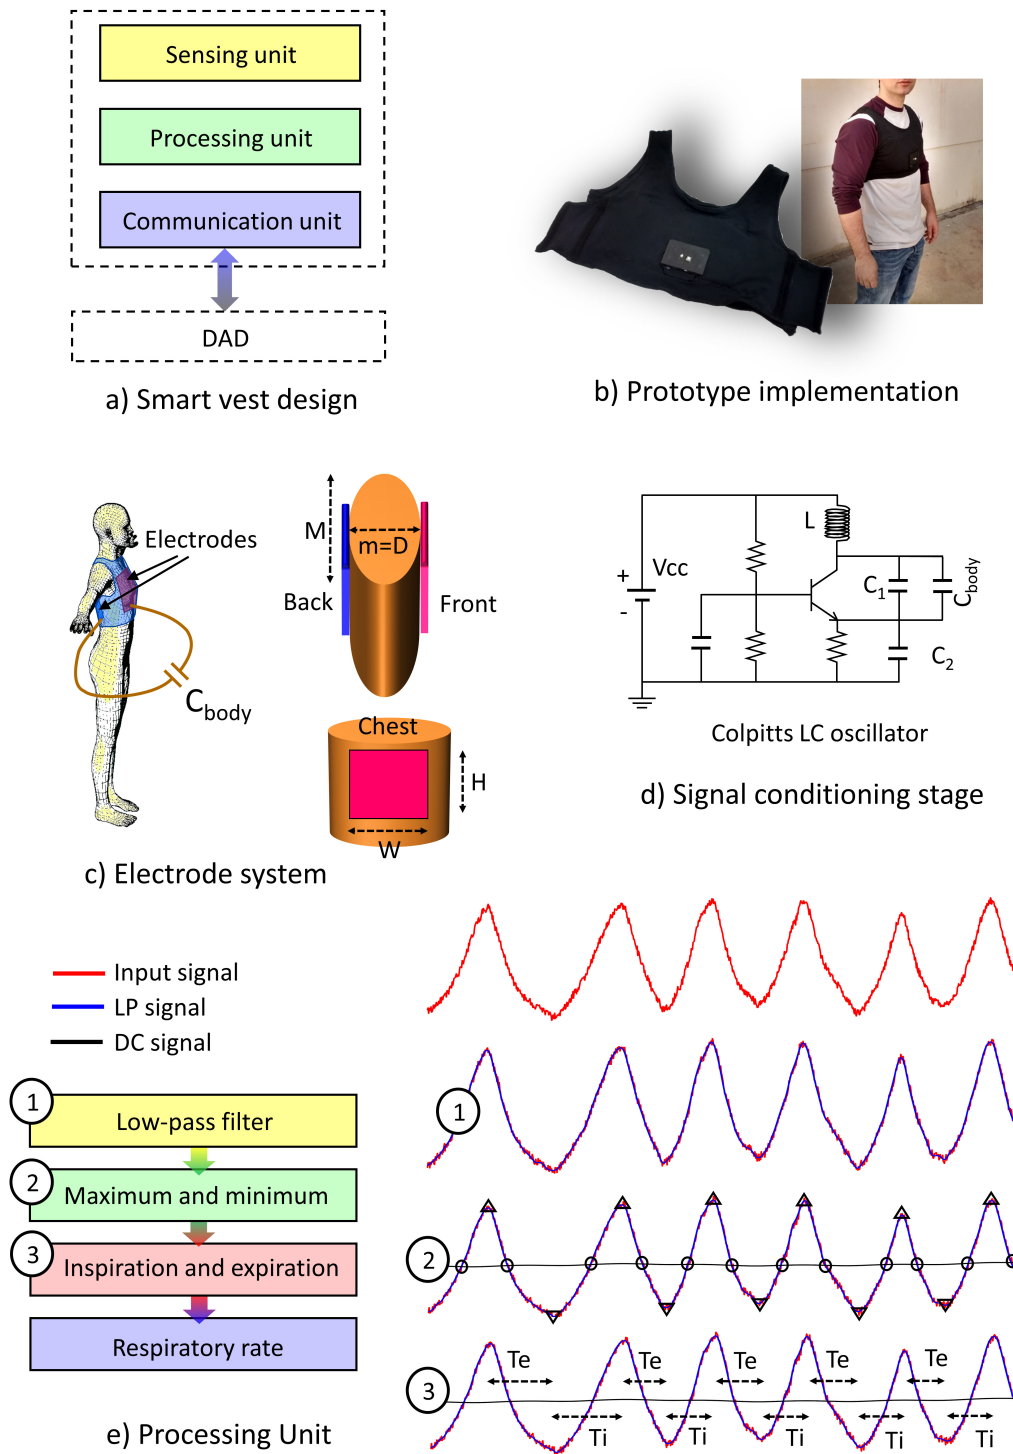 Sensing unit
Processing unit
Communication unit
DAD
a) Smart vest design
b) Prototype implementation
Electrodes
C_body
M
m=D
Back
Front
Chest
H
W
c) Electrode system
L
Vcc
+
-
C_1
C_body
C_2
Colpitts LC oscillator
d) Signal conditioning stage
Input signal
LP signal
DC signal
1
Low-pass filter
2
Maximum and minimum
3
Inspiration and expiration
Respiratory rate
e) Processing Unit
1
2
3
Te Te Te Te Te
Ti Ti Ti Ti Ti